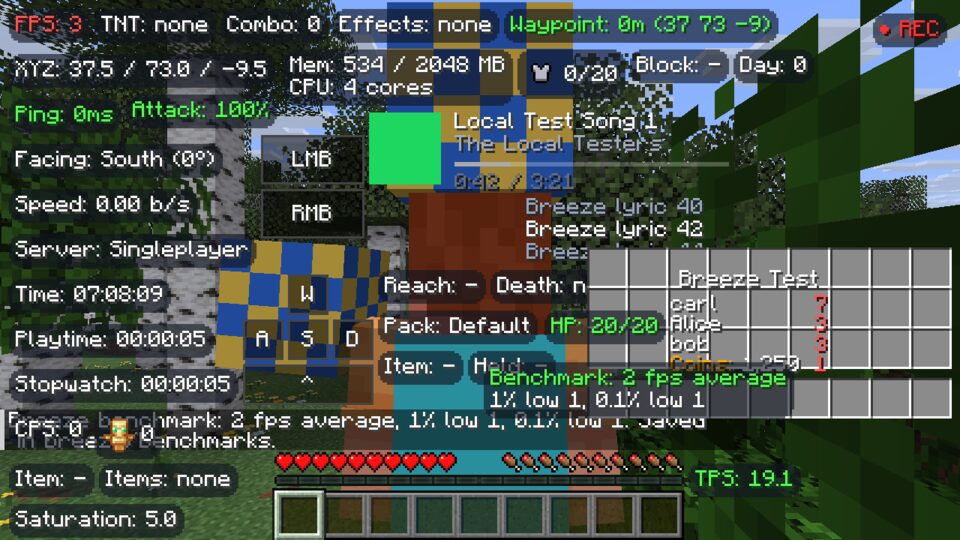 FPS: 3 TNT: none Combo: 0 Effects: none Waypoint: 0m (37 73 -9) REC
XYZ: 37.5 / 73.0 / -9.5 Mem: 534 / 2048 MB 0/20 Block: - Day: 0
CPU: 4 cores
Ping: 0ms Attack: 100%
Local Test Song 1
The Local Testers
Facing: South (0°) LMB
0:42 / 3:21
Speed: 0.00 b/s RMB
Breeze lyric 40
Breeze lyric 42
Breeze lyric
Server: Singleplayer
Breeze Test
Reach: - Death: n
Time: 07:08:09 W
carl 7
Alice 3
Pack: Default HP: 20/20
Playtime: 00:00:05 A S D
bob 3
Coins: 1,250 1
Item: - Held: -
Stopwatch: 00:00:05 ^
Benchmark: 2 fps average
1% low 1, 0.1% low 1
Breeze benchmark: 2 fps average, 1% low 1, 0.1% low 1. Saved
in breeze benchmarks.
CPS: 0 0
Item: - Items: none TPS: 19.1
Saturation: 5.0